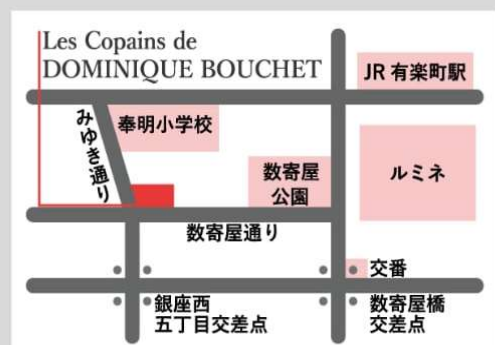 Les Copains de
DOMINIQUE BOUCHET
JR 有楽町駅
みゆき通り
奉明小学校
数寄屋
公園
ルミネ
数寄屋通り
交番
銀座西
五丁目交差点
数寄屋橋
交差点